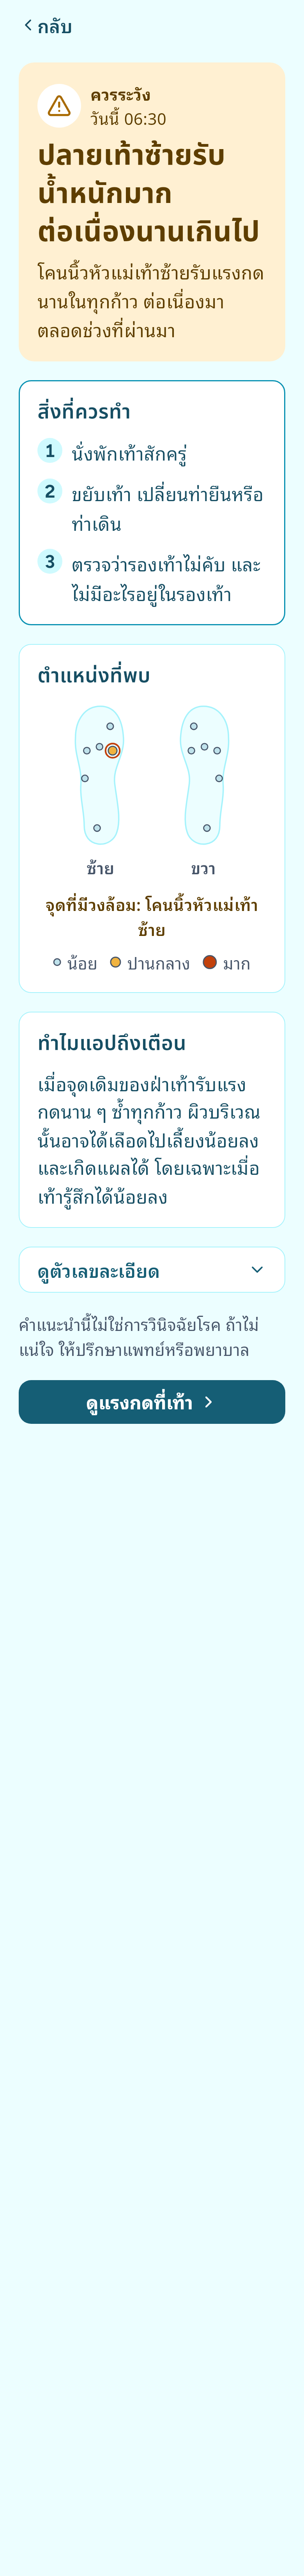 กลับ
ควรระวัง
วันนี้ 06:30
ปลายเท้าซ้ายรับ
น้ำหนักมาก
ต่อเนื่องนานเกินไป
โคนนิ้วหัวแม่เท้าซ้ายรับแรงกด
นานในทุกก้าว ต่อเนื่องมา
ตลอดช่วงที่ผ่านมา
สิ่งที่ควรทำ
1 นั่งพักเท้าสักครู่
2 ขยับเท้า เปลี่ยนท่ายืนหรือ
ท่าเดิน
3 ตรวจว่ารองเท้าไม่คับ และ
ไม่มีอะไรอยู่ในรองเท้า
ตำแหน่งที่พบ
ซ้าย ขวา
จุดที่มีวงล้อม: โคนนิ้วหัวแม่เท้า
ซ้าย
น้อย ปานกลาง มาก
ทำไมแอปถึงเตือน
เมื่อจุดเดิมของฝ่าเท้ารับแรง
กดนาน ๆ ซ้ำทุกก้าว ผิวบริเวณ
นั้นอาจได้เลือดไปเลี้ยงน้อยลง
และเกิดแผลได้ โดยเฉพาะเมื่อ
เท้ารู้สึกได้น้อยลง
ดูตัวเลขละเอียด
คำแนะนำนี้ไม่ใช่การวินิจฉัยโรค ถ้าไม่
แน่ใจ ให้ปรึกษาแพทย์หรือพยาบาล
ดูแรงกดที่เท้า